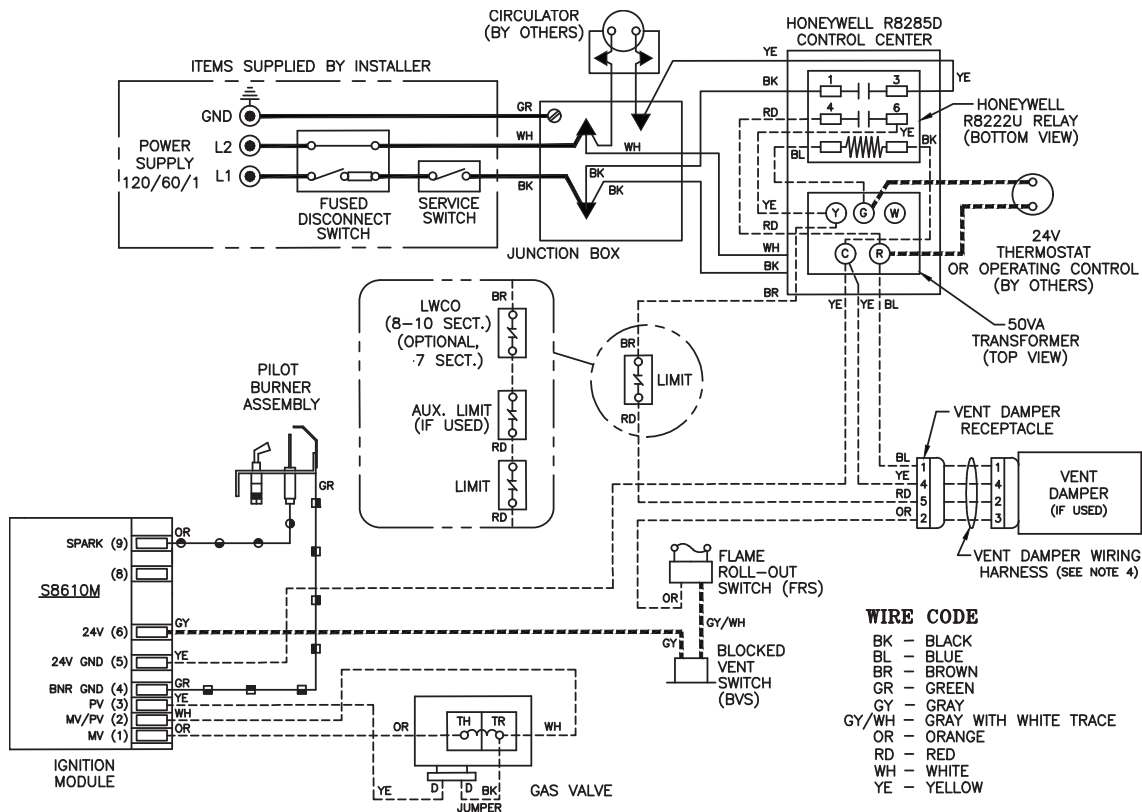 CIRCULATOR
(BY OTHERS)
HONEYWELL R8285D
CONTROL CENTER
ITEMS SUPPLIED BY INSTALLER
GND
L2
L1
POWER
SUPPLY
120/60/1
FUSED
DISCONNECT
SWITCH
SERVICE
SWITCH
GR
WH
BK
WH
BK
BK
JUNCTION BOX
YE
BK
RD
YE
RD
WH
BK
BR
1
3
4
6
YE
YE
BK
BL
Y
G
W
C
R
YE
YE
BL
HONEYWELL
R8222U RELAY
(BOTTOM VIEW)
24V
THERMOSTAT
OR OPERATING CONTROL
(BY OTHERS)
50VA
TRANSFORMER
(TOP VIEW)
BR
LWCO
(8-10 SECT.)
(OPTIONAL,
7 SECT.)
AUX. LIMIT
(IF USED)
RD
LIMIT
RD
BR
LIMIT
RD
PILOT
BURNER
ASSEMBLY
GR
VENT DAMPER
RECEPTACLE
BL
YE
RD
OR
1
4
5
2
1
4
2
3
VENT
DAMPER
(IF USED)
VENT DAMPER WIRING
HARNESS (SEE NOTE 4)
FLAME
ROLL-OUT
SWITCH (FRS)
OR
GY/WH
GY
BLOCKED
VENT
SWITCH
(BVS)
SPARK (9)
OR
(8)
S8610M
24V (6)
GY
24V GND (5)
YE
BNR GND (4)
GR
PV (3)
YE
MV/PV (2)
WH
MV (1)
OR
IGNITION
MODULE
OR
TH
TR
WH
YE
D
D
BK
JUMPER
GAS VALVE
WIRE CODE
BK - BLACK
BL - BLUE
BR - BROWN
GR - GREEN
GY - GRAY
GY/WH - GRAY WITH WHITE TRACE
OR - ORANGE
RD - RED
WH - WHITE
YE - YELLOW